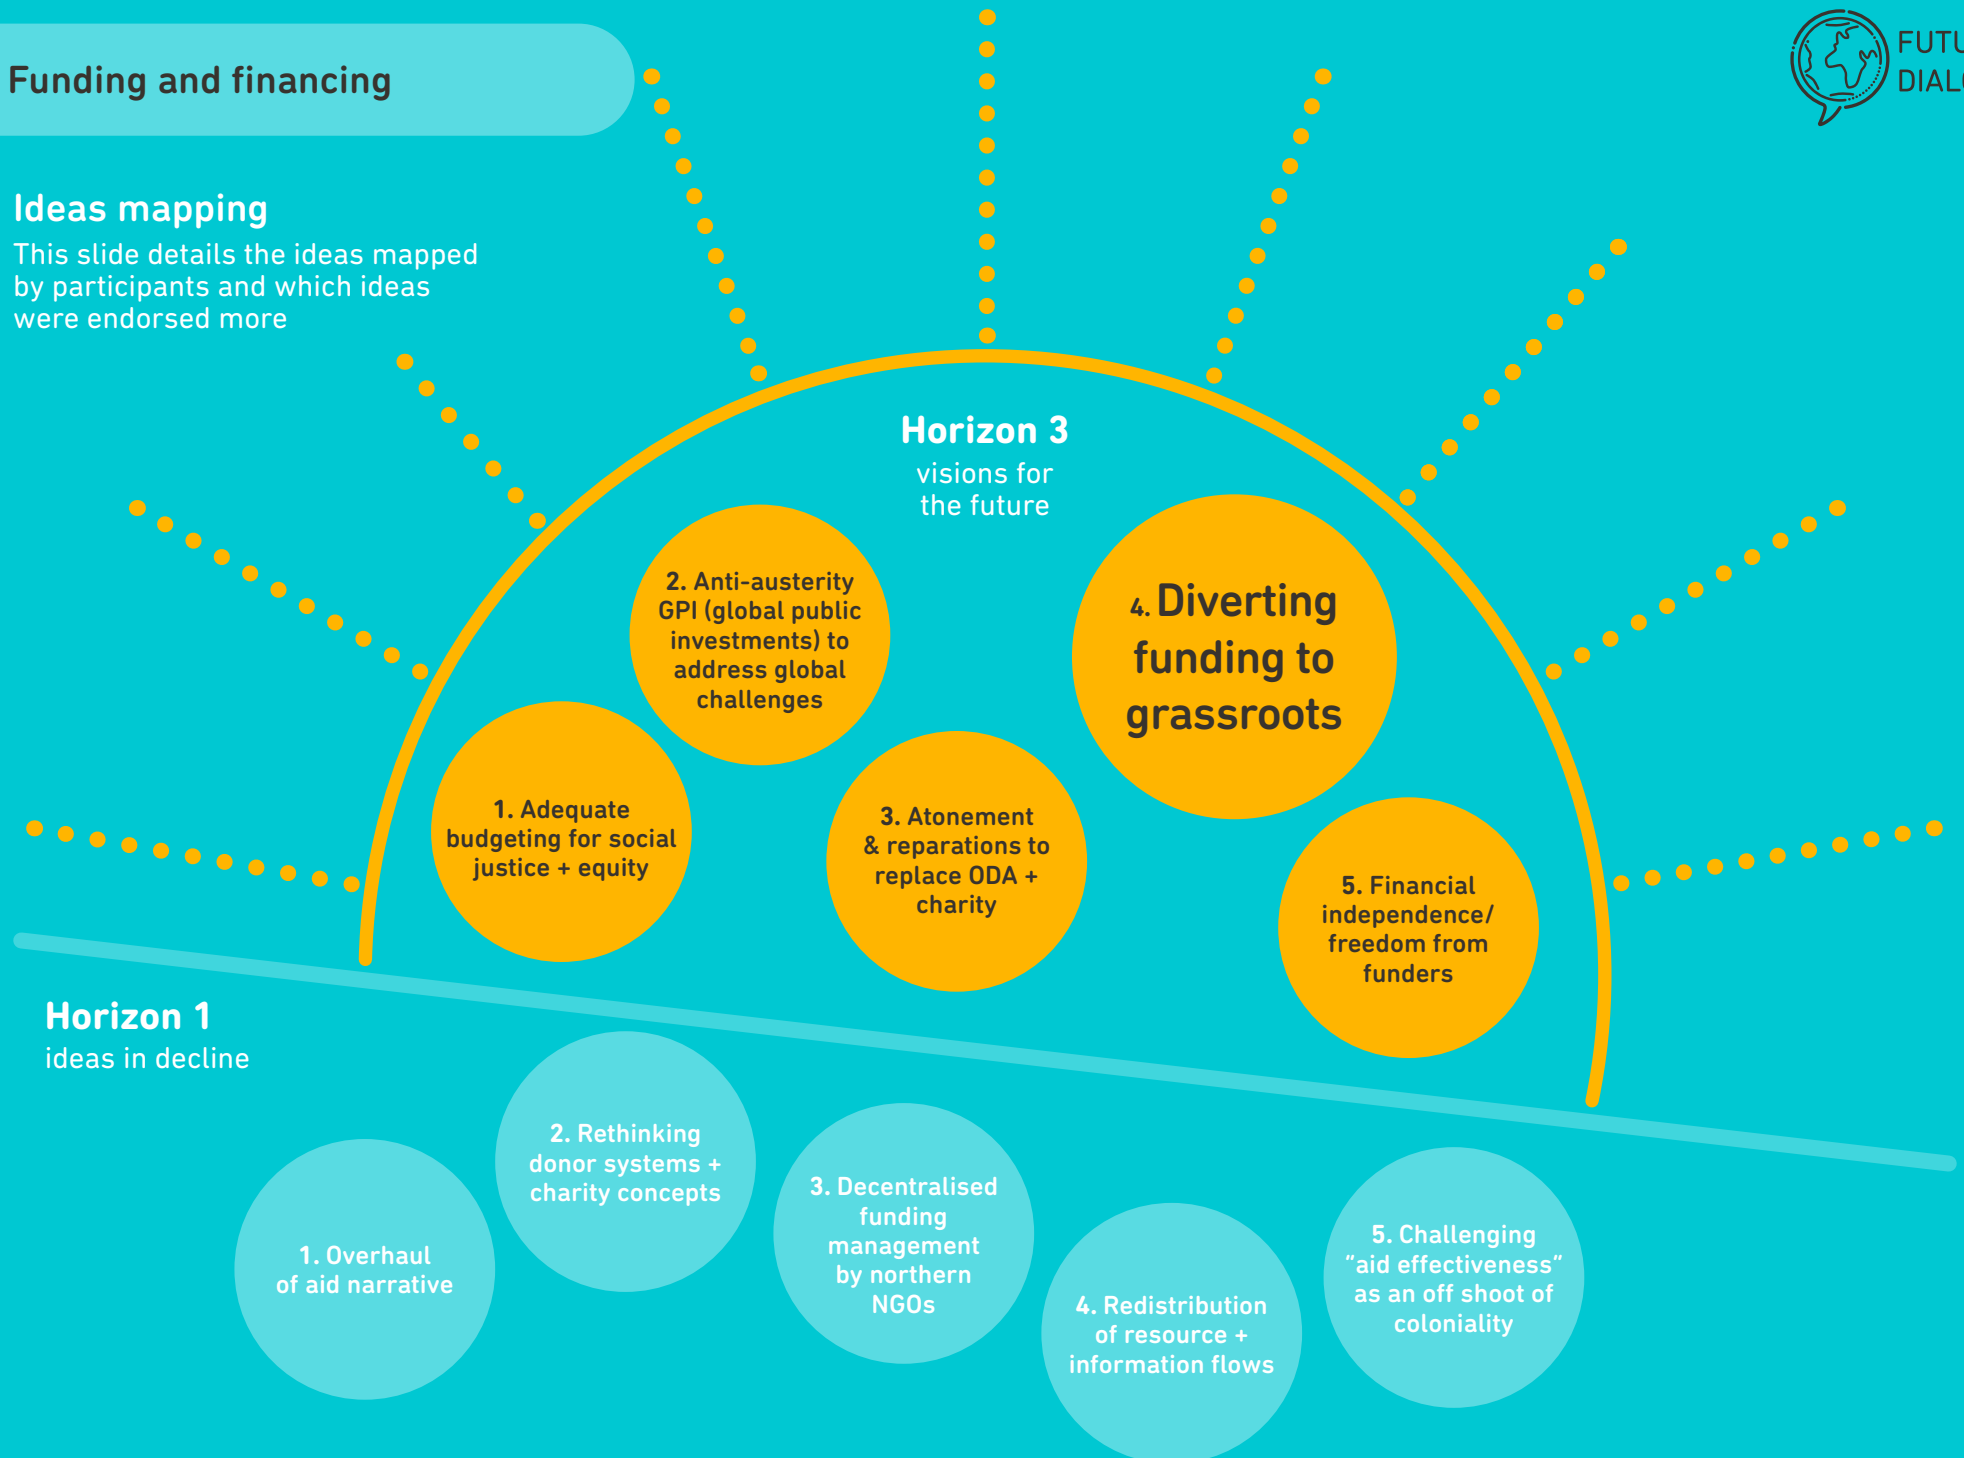 Funding and financing
FUTU
DIAL
Ideas mapping
This slide details the ideas mapped
by participants and which ideas
were endorsed more
Horizon 3
visions for
the future
2. Anti-austerity
GPI (global public
investments) to
address global
challenges
4. Diverting
funding to
grassroots
1. Adequate
budgeting for social
justice + equity
3. Atonement
& reparations to
replace ODA +
charity
5. Financial
independence/
freedom from
funders
Horizon 1
ideas in decline
1. Overhaul
of aid narrative
2. Rethinking
donor systems +
charity concepts
3. Decentralised
funding
management
by northern
NGOs
4. Redistribution
of resource +
information flows
5. Challenging
"aid effectiveness"
as an off shoot of
coloniality